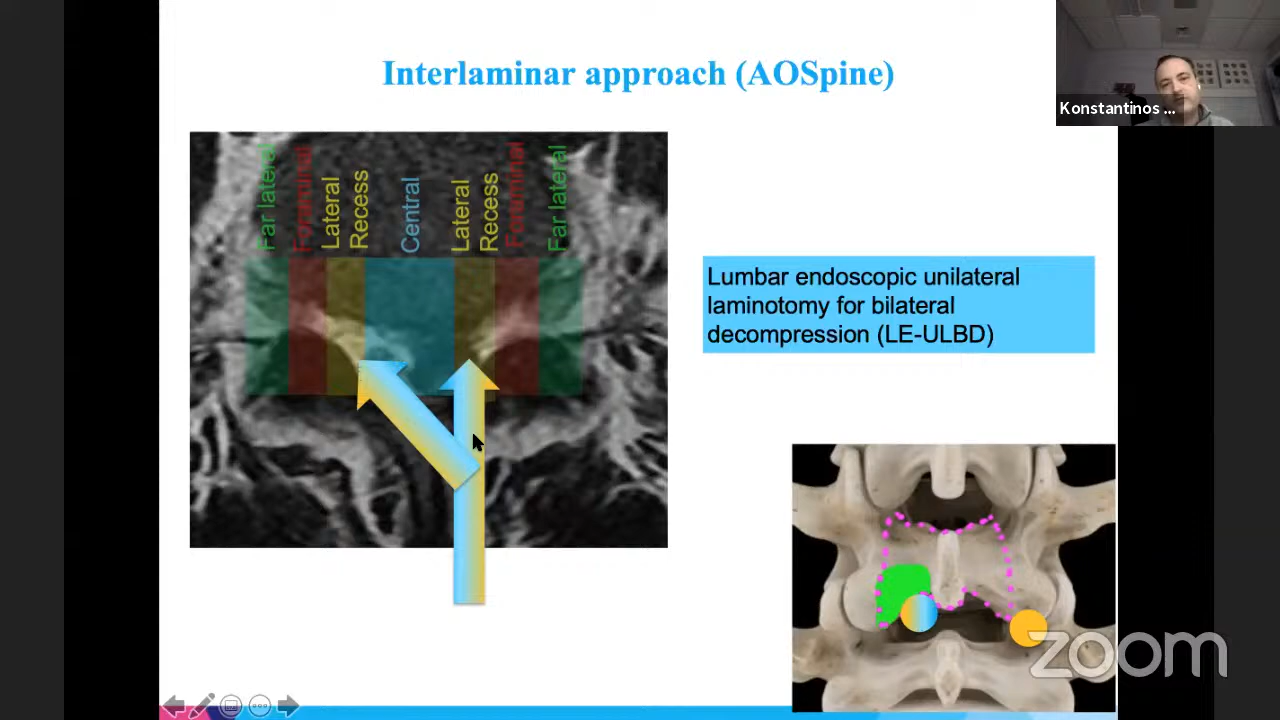 Interlaminar approach (AOSpine)
Konstantinos ...
Far lateral
Foraminal
Lateral
Recess
Central
Lateral
Recess
Foruminal
Far lateral
Lumbar endoscopic unilateral
laminotomy for bilateral
decompression (LE-ULBD)
zoom